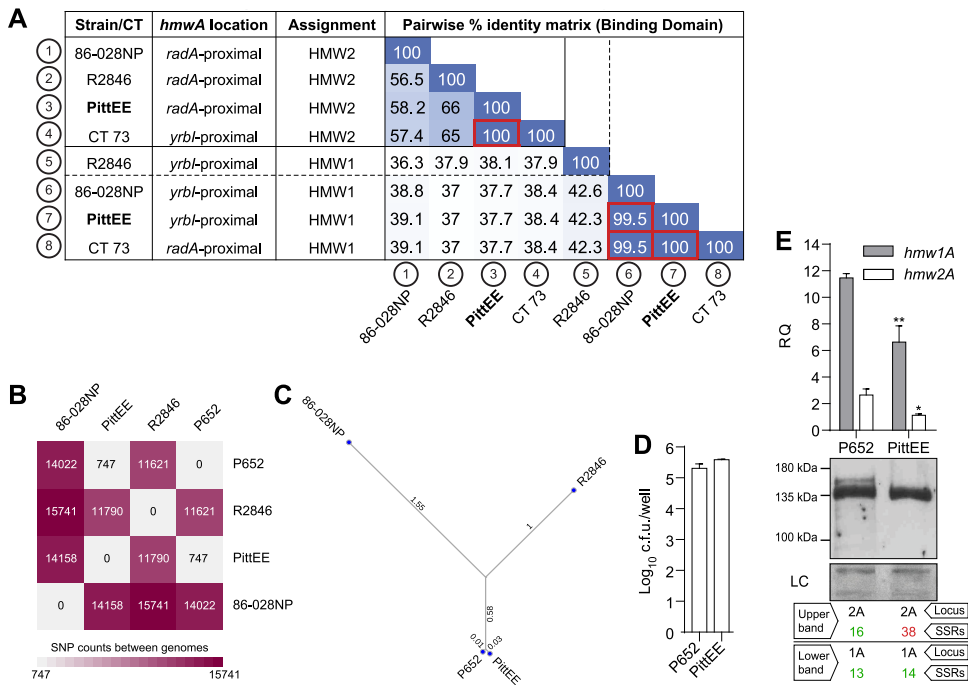 A
Strain/CT hmwA location Assignment Pairwise % identity matrix (Binding Domain)
1 86-028NP radA-proximal HMW2 100
2 R2846 radA-proximal HMW2 56.5 100
3 PittEE radA-proximal HMW2 58.2 66 100
4 CT 73 yrbI-proximal HMW2 57.4 65 100 100
5 R2846 yrbI-proximal HMW1 36.3 37.9 38.1 37.9 100
6 86-028NP yrbI-proximal HMW1 38.8 37 37.7 38.4 42.6 100
7 PittEE yrbI-proximal HMW1 39.1 37 37.7 38.4 42.3 99.5 100
8 CT 73 radA-proximal HMW1 39.1 37 37.7 38.4 42.3 99.5 100 100
1 2 3 4 5 6 7 8
86-028NP R2846 PittEE CT 73 R2846 86-028NP PittEE CT 73
B
86-028NP PittEE R2846 P652
14022 747 11621 0 P652
15741 11790 0 11621 R2846
14158 0 11790 747 PittEE
0 14158 15741 14022 86-028NP
SNP counts between genomes
747 15741
C
86-028NP
R2846
1.55
1
0.58
0.01 0.03
P652 PittEE
D
Log10 c.f.u./well
6
5
4
3
2
1
0
P652 PittEE
E
hmw1A
hmw2A
RQ
14
12
10
8
6
4
2
0
**
*
P652 PittEE
180 kDa
135 kDa
100 kDa
LC
Upper band 2A 2A Locus
16 38 SSRs
Lower band 1A 1A Locus
13 14 SSRs